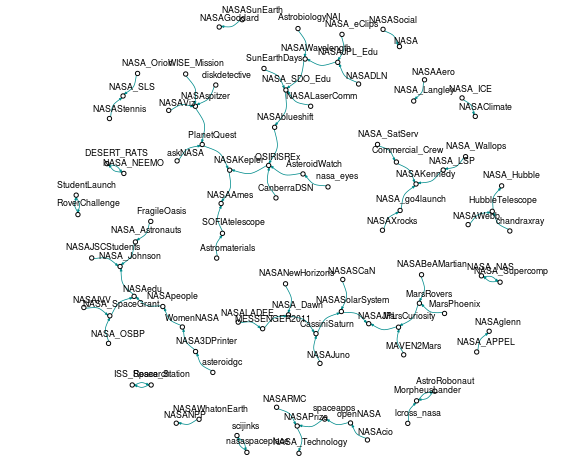 NASASunEarth
NASAGoddard
AstrobiologyNAI
NASA_eClips
NASASocial
NASA
NASAWavelength
NASAJPL_Edu
SunEarthDays
NASA_Orion
WISE_Mission
diskdetective
NASA_SDO_Edu
NASADLN
NASAAero
NASA_SLS
NASAspitzer
NASALaserComm
NASA_Langley
NASA_ICE
NASAStennis
NASAClimate
NASAblueshift
PlanetQuest
NASA_SatServ
NASA_Wallops
DESERT_RATS
NASA_NEEMO
askNASA
OSIRISREx
Commercial_Crew
NASA_LSP
NASAKepler
AsteroidWatch
nasa_eyes
NASAKennedy
NASA_Hubble
StudentLaunch
CanberraDSN
RoverChallenge
NASAAmes
NASA_go4launch
HubbleTelescope
FragileOasis
SOFIAtelescope
NASAXrocks
NASAWebb
chandraxray
NASA_Astronauts
NASAJSCStudents
NASA_Johnson
Astromaterials
NASANewHorizons
NASASCaN
NASABeAMartian
NASA_NAS
NASA_Supercomp
NASAedu
NASApeople
NASA_SpaceGrant
NASALADEE
NASA_Dawn
NASASolarSystem
MarsRovers
MarsPhoenix
MESSENGER2011
CassiniSaturn
NASAJPL
MarsCuriosity
WomenNASA
NASAglenn
NASA_OSBP
NASA3DPrinter
NASA_APPEL
asteroidgc
NASAJuno
MAVEN2Mars
ISS_Research
Space_Station
AstroRobonaut
MorpheusLander
NASAWhatonEarth
NASANPP
NASARMC
spaceapps
lcross_nasa
NASAPrize
openNASA
NASAcio
scijinks
nasaspaceplace
NASA_Technology